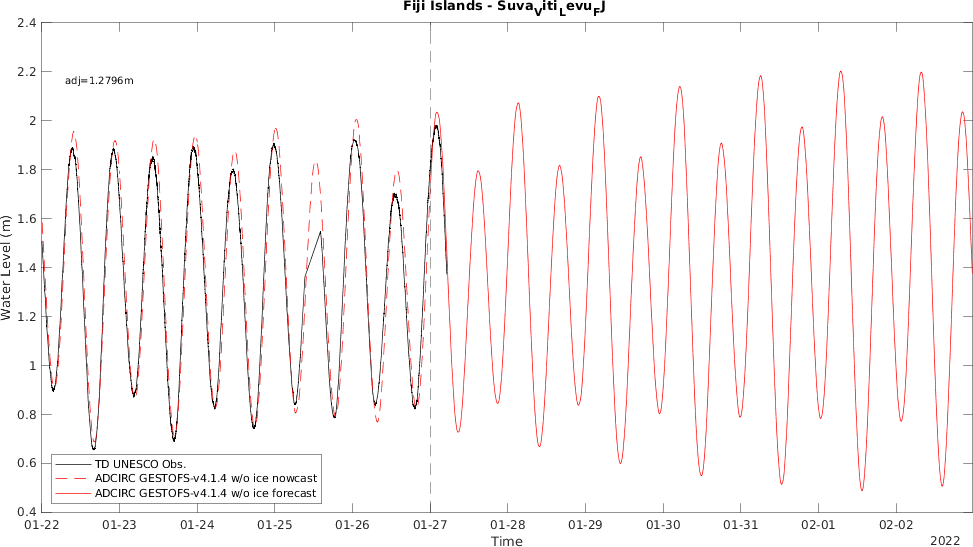 Fiji Islands - Suva_Viti_Levu_FJ
2.4
2.2
2
1.8
1.6
1.4
1.2
1
0.8
0.6
0.4
Water Level (m)
adj=1.2796m
TD UNESCO Obs.
ADCIRC GESTOFS-v4.1.4 w/o ice nowcast
ADCIRC GESTOFS-v4.1.4 w/o ice forecast
01-22 01-23 01-24 01-25 01-26 01-27 01-28 01-29 01-30 01-31 02-01 02-02
Time
2022